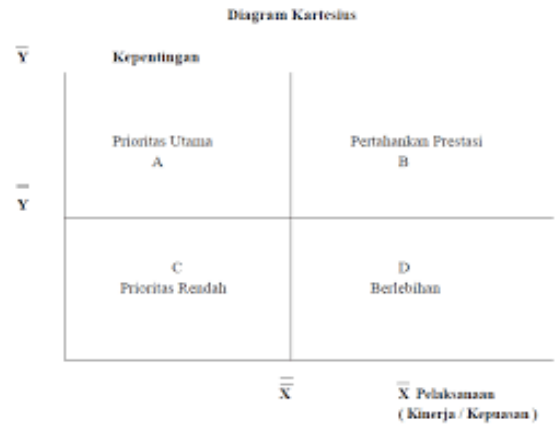 Diagram Kartesius
Y̅ Kepentingan
Prioritas Utama
A
Pertahankan Prestasi
B
Y̿
C
Prioritas Rendah
D
Berlebihan
X̿
X̅ Pelaksanaan
( Kinerja / Kepuasan )